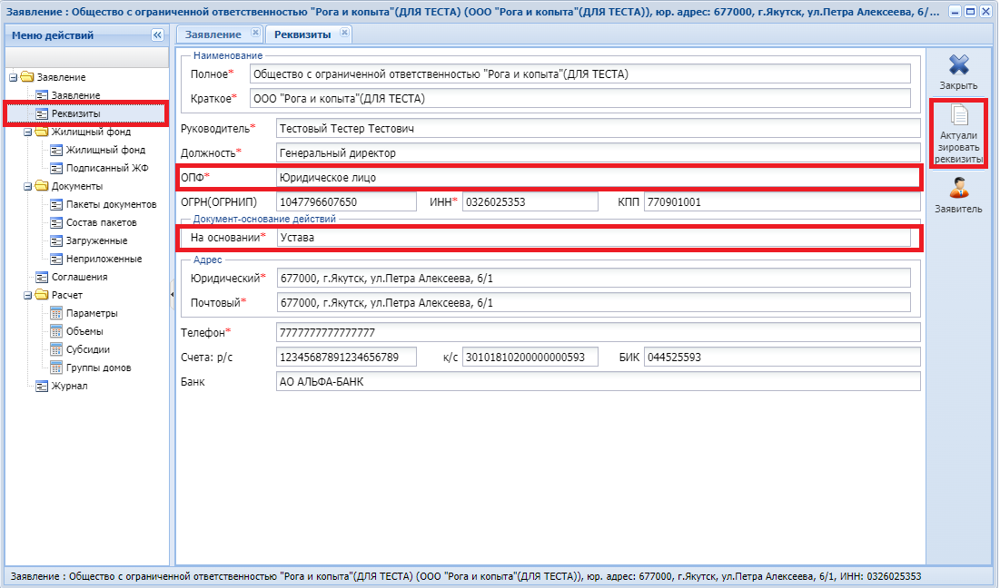 Заявление : Общество с ограниченной ответственностью "Рога и копыта"(ДЛЯ ТЕСТА) (ООО "Рога и копыта"(ДЛЯ ТЕСТА)), юр. адрес: 677000, г.Якутск, ул.Петра Алексеева, 6/...
Меню действий
Заявление
Заявление
Реквизиты
Жилищный фонд
Жилищный фонд
Подписанный ЖФ
Документы
Пакеты документов
Состав пакетов
Загруженные
Неприложенные
Соглашения
Расчет
Параметры
Объемы
Субсидии
Группы домов
Журнал
Заявление Реквизиты
Наименование
Полное* Общество с ограниченной ответственностью "Рога и копыта"(ДЛЯ ТЕСТА)
Краткое* ООО "Рога и копыта"(ДЛЯ ТЕСТА)
Руководитель* Тестовый Тестер Тестович
Должность* Генеральный директор
ОПФ* Юридическое лицо
ОГРН(ОГРНИП) 1047796607650 ИНН* 0326025353 КПП 770901001
Документ-основание действий
На основании* Устава
Адрес
Юридический* 677000, г.Якутск, ул.Петра Алексеева, 6/1
Почтовый* 677000, г.Якутск, ул.Петра Алексеева, 6/1
Телефон* 7777777777777777
Счета: р/с 12345687891234656789 к/с 30101810200000000593 БИК 044525593
Банк АО АЛЬФА-БАНК
Закрыть
Актуали
зировать
реквизиты
Заявитель
Заявление : Общество с ограниченной ответственностью "Рога и копыта"(ДЛЯ ТЕСТА) (ООО "Рога и копыта"(ДЛЯ ТЕСТА)), юр. адрес: 677000, г.Якутск, ул.Петра Алексеева, 6/1, ИНН: 0326025353